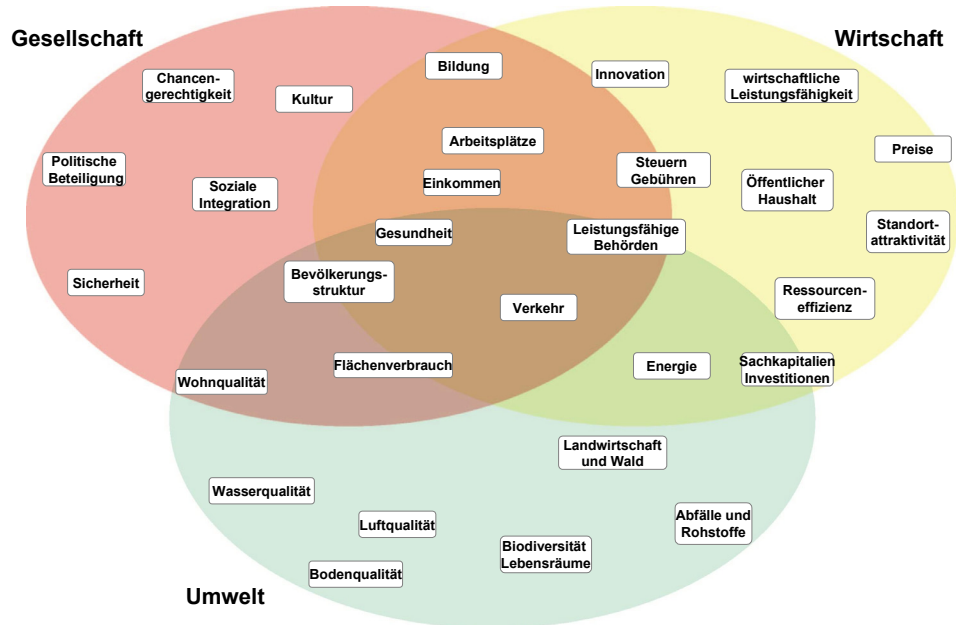 Gesellschaft
Wirtschaft
Bildung
Innovation
Chancen-
gerechtigkeit
Kultur
wirtschaftliche
Leistungsfähigkeit
Arbeitsplätze
Preise
Politische
Beteiligung
Soziale
Integration
Einkommen
Steuern
Gebühren
Öffentlicher
Haushalt
Gesundheit
Leistungsfähige
Behörden
Standort-
attraktivität
Sicherheit
Bevölkerungs-
struktur
Verkehr
Ressourcen-
effizienz
Wohnqualität
Flächenverbrauch
Energie
Sachkapitalien
Investitionen
Landwirtschaft
und Wald
Wasserqualität
Luftqualität
Abfälle und
Rohstoffe
Biodiversität
Lebensräume
Bodenqualität
Umwelt